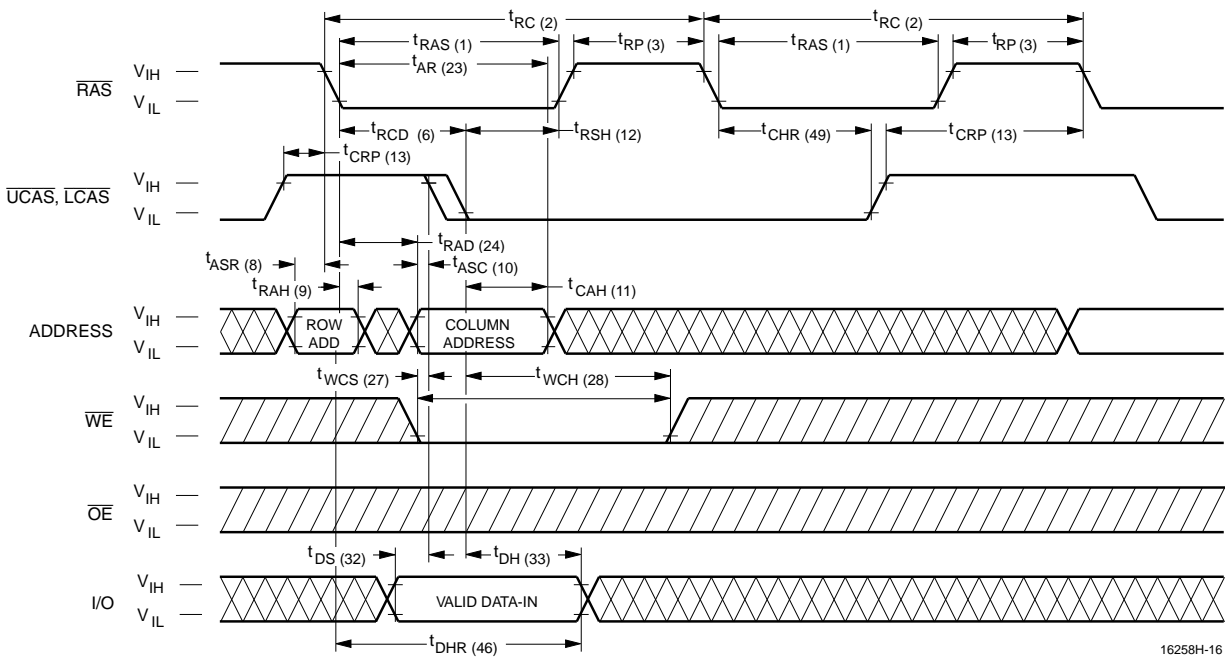 tRC (2) tRC (2)
tRAS (1) tRP (3) tRAS (1) tRP (3)
tAR (23)
RAS VIH
VIL
tRCD (6) tRSH (12) tCHR (49) tCRP (13)
tCRP (13)
UCAS, LCAS VIH
VIL
tRAD (24)
tASR (8) tASC (10)
tRAH (9) tCAH (11)
ADDRESS VIH
VIL
ROW
ADD
COLUMN
ADDRESS
tWCS (27) tWCH (28)
WE VIH
VIL
OE VIH
VIL
tDS (32) tDH (33)
I/O VIH
VIL
VALID DATA-IN
tDHR (46)
16258H-16